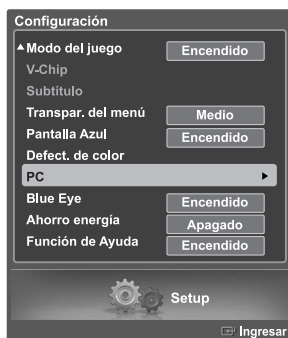 Configuración
Modo del juego Encendido
V-Chip
Subtítulo
Transpar. del menú Medio
Pantalla Azul Encendido
Defect. de color
PC
Blue Eye Encendido
Ahorro energía Apagado
Función de Ayuda Encendido
Setup
Ingresar